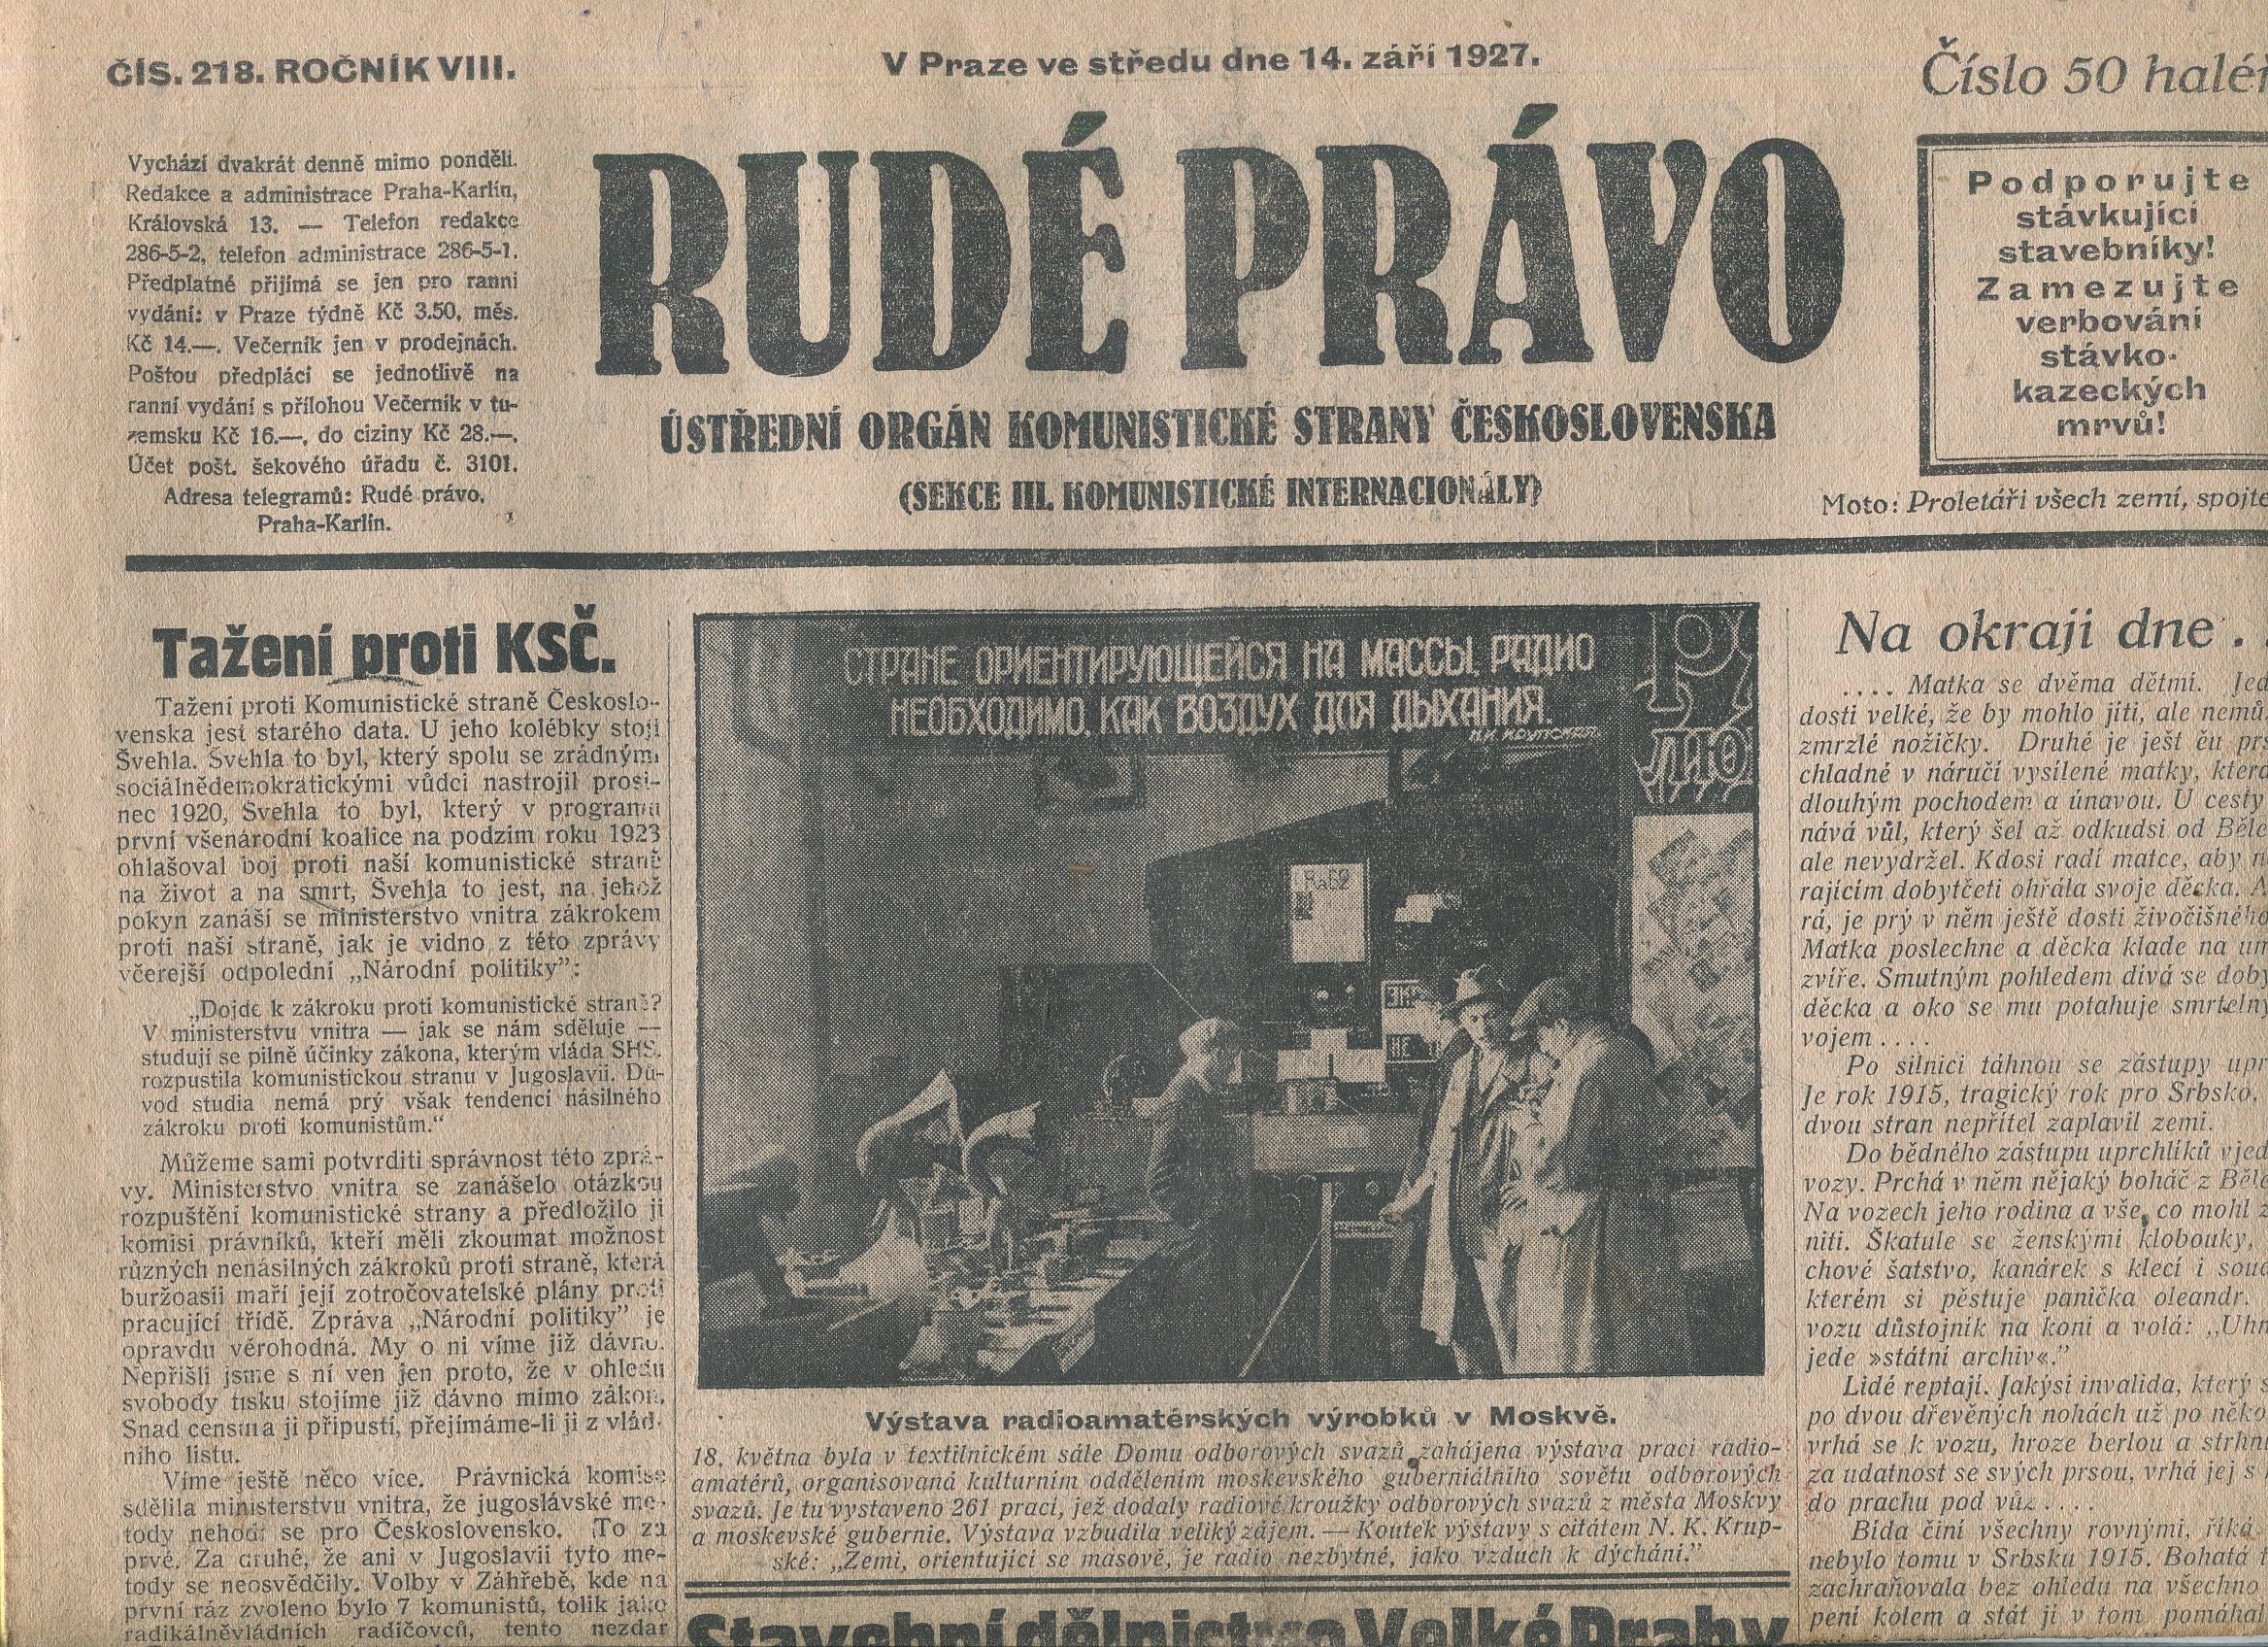 ČÍS. 218. ROČNÍK VIII.
V Praze ve středu dne 14. září 1927.
Číslo 50 haléř
Vychází dvakrát denně mimo pondělí.
Redakce a administrace Praha-Karlín,
Královská 13. — Telefon redakce
286-5-2, telefon administrace 286-5-1.
Předplatné přijímá se jen pro ranní
vydání: v Praze týdně Kč 3.50, měs.
Kč 14.—. Večerník jen v prodejnách.
Poštou předplácí se jednotlivě na
ranní vydání s přílohou Večerník v tu-
zemsku Kč 16.—, do ciziny Kč 28.—.
Účet pošt. šekového úřadu č. 3101.
Adresa telegramů: Rudé právo,
Praha-Karlín.
RUDÉ PRÁVO
ÚSTŘEDNÍ ORGÁN KOMUNISTICKÉ STRANY ČESKOSLOVENSKA
(SEKCE III. KOMUNISTICKÉ INTERNACIONÁLY)
Podporujte
stávkující
stavebníky!
Zamezujte
verbování
stávko-
kazeckých
mrvů!
Moto: Proletáři všech zemí, spojte
Tažení proti KSČ.
Tažení proti Komunistické straně Českoslo-
venska jest starého data. U jeho kolébky stojí
Švehla. Švehla to byl, který spolu se zrádnými
sociálnědemokratickými vůdci nastrojil prosi-
nec 1920, Švehla to byl, který v programu
první všenárodní koalice na podzim roku 1923
ohlašoval boj proti naší komunistické straně
na život a na smrt, Švehla to jest, na jehož
pokyn zanáší se ministerstvo vnitra zákrokem
proti naší straně, jak je vidno z této zprávy
včerejší odpolední „Národní politiky”:
„Dojde k zákroku proti komunistické straně?
V ministerstvu vnitra — jak se nám sděluje —
studují se pilně účinky zákona, kterým vláda SHS.
rozpustila komunistickou stranu v Jugoslavii. Dů-
vod studia nemá prý však tendenci násilného
zákroku proti komunistům.“
Můžeme sami potvrditi správnost této zprá-
vy. Ministerstvo vnitra se zanášelo otázkou
rozpuštění komunistické strany a předložilo ji
komisi právníků, kteří měli zkoumat možnost
různých nenásilných zákroků proti straně, která
buržoasii maří její zotročovatelské plány proti
pracující třídě. Zpráva „Národní politiky” je
opravdu věrohodná. My o ni víme již dávno.
Nepřišli jsme s ní ven jen proto, že v ohledu
svobody tisku stojíme již dávno mimo zákon.
Snad censura ji připustí, přejímáme-li ji z vlád-
ního listu.
Víme ještě něco více. Právnická komise
sdělila ministerstvu vnitra, že jugoslávské me-
tody nehodí se pro Československo. To za
prvé. Za druhé, že ani v Jugoslavii tyto me-
tody se neosvědčily. Volby v Záhřebě, kde na
první ráz zvoleno bylo 7 komunistů, tolik jako
radikálněvládních radičovců, tento nezdar
СТРАНЕ ОРИЕНТИРУЮЩЕЙСЯ НА МАССЫ, РАДИО
НЕОБХОДИМО, КАК ВОЗДУХ ДЛЯ ДЫХАНИЯ.
Н.К. КРУПСКАЯ.
Výstava radioamatérských výrobků v Moskvě.
18. května byla v textilnickém sále Domu odborových svazů zahájena výstava prací radio-
amatérů, organisovaná kulturním oddělením moskevského guberniálního sovětu odborových
svazů. Je tu vystaveno 261 prací, jež dodaly radiové kroužky odborových svazů z města Moskvy
a moskevské gubernie. Výstava vzbudila veliký zájem. — Koutek výstavy s citátem N. K. Krup-
ské: „Zemi, orientující se masově, je radio nezbytné, jako vzduch k dýchání.”
Stavební dělnictvo Velké Prahy
Na okraji dne .
.... Matka se dvěma dětmi. Jed
dosti velké, že by mohlo jíti, ale nemů
zmrzlé nožičky. Druhé je ješt ču prs
chladné v náručí vysílené matky, která
dlouhým pochodem a únavou. U cesty
nává vůl, který šel až odkudsi od Běle
ale nevydržel. Kdosi radí matce, aby n
rajícím dobytčeti ohřála svoje děcka. A
rá, je prý v něm ještě dosti živočišného
Matka poslechne a děcka klade na um
zvíře. Smutným pohledem dívá se doby
děcka a oko se mu potahuje smrtelný
vojem ....
Po silnici táhnou se zástupy upr
Je rok 1915, tragický rok pro Srbsko,
dvou stran nepřítel zaplavil zemi.
Do bědného zástupu uprchlíků vjed
vozy. Prchá v něm nějaký boháč z Běle
Na vozech jeho rodina a vše, co mohl z
niti. Škatule se ženskými klobouky,
chové šatstvo, kanárek s klecí i soud
kterém si pěstuje panička oleandr.
vozu důstojník na koni a volá: „Uhn
jede »státní archiv«.”
Lidé reptají. Jakýsi invalida, který s
po dvou dřevěných nohách už po něko
vrhá se k vozu, hroze berlou a strhn
za udatnost se svých prsou, vrhá jej s
do prachu pod vůz ....
Bída činí všechny rovnými, říká
nebylo tomu v Srbsku 1915. Bohatá
zachraňovala bez ohledu na všechno
pení kolem a stát jí v tom pomáhal